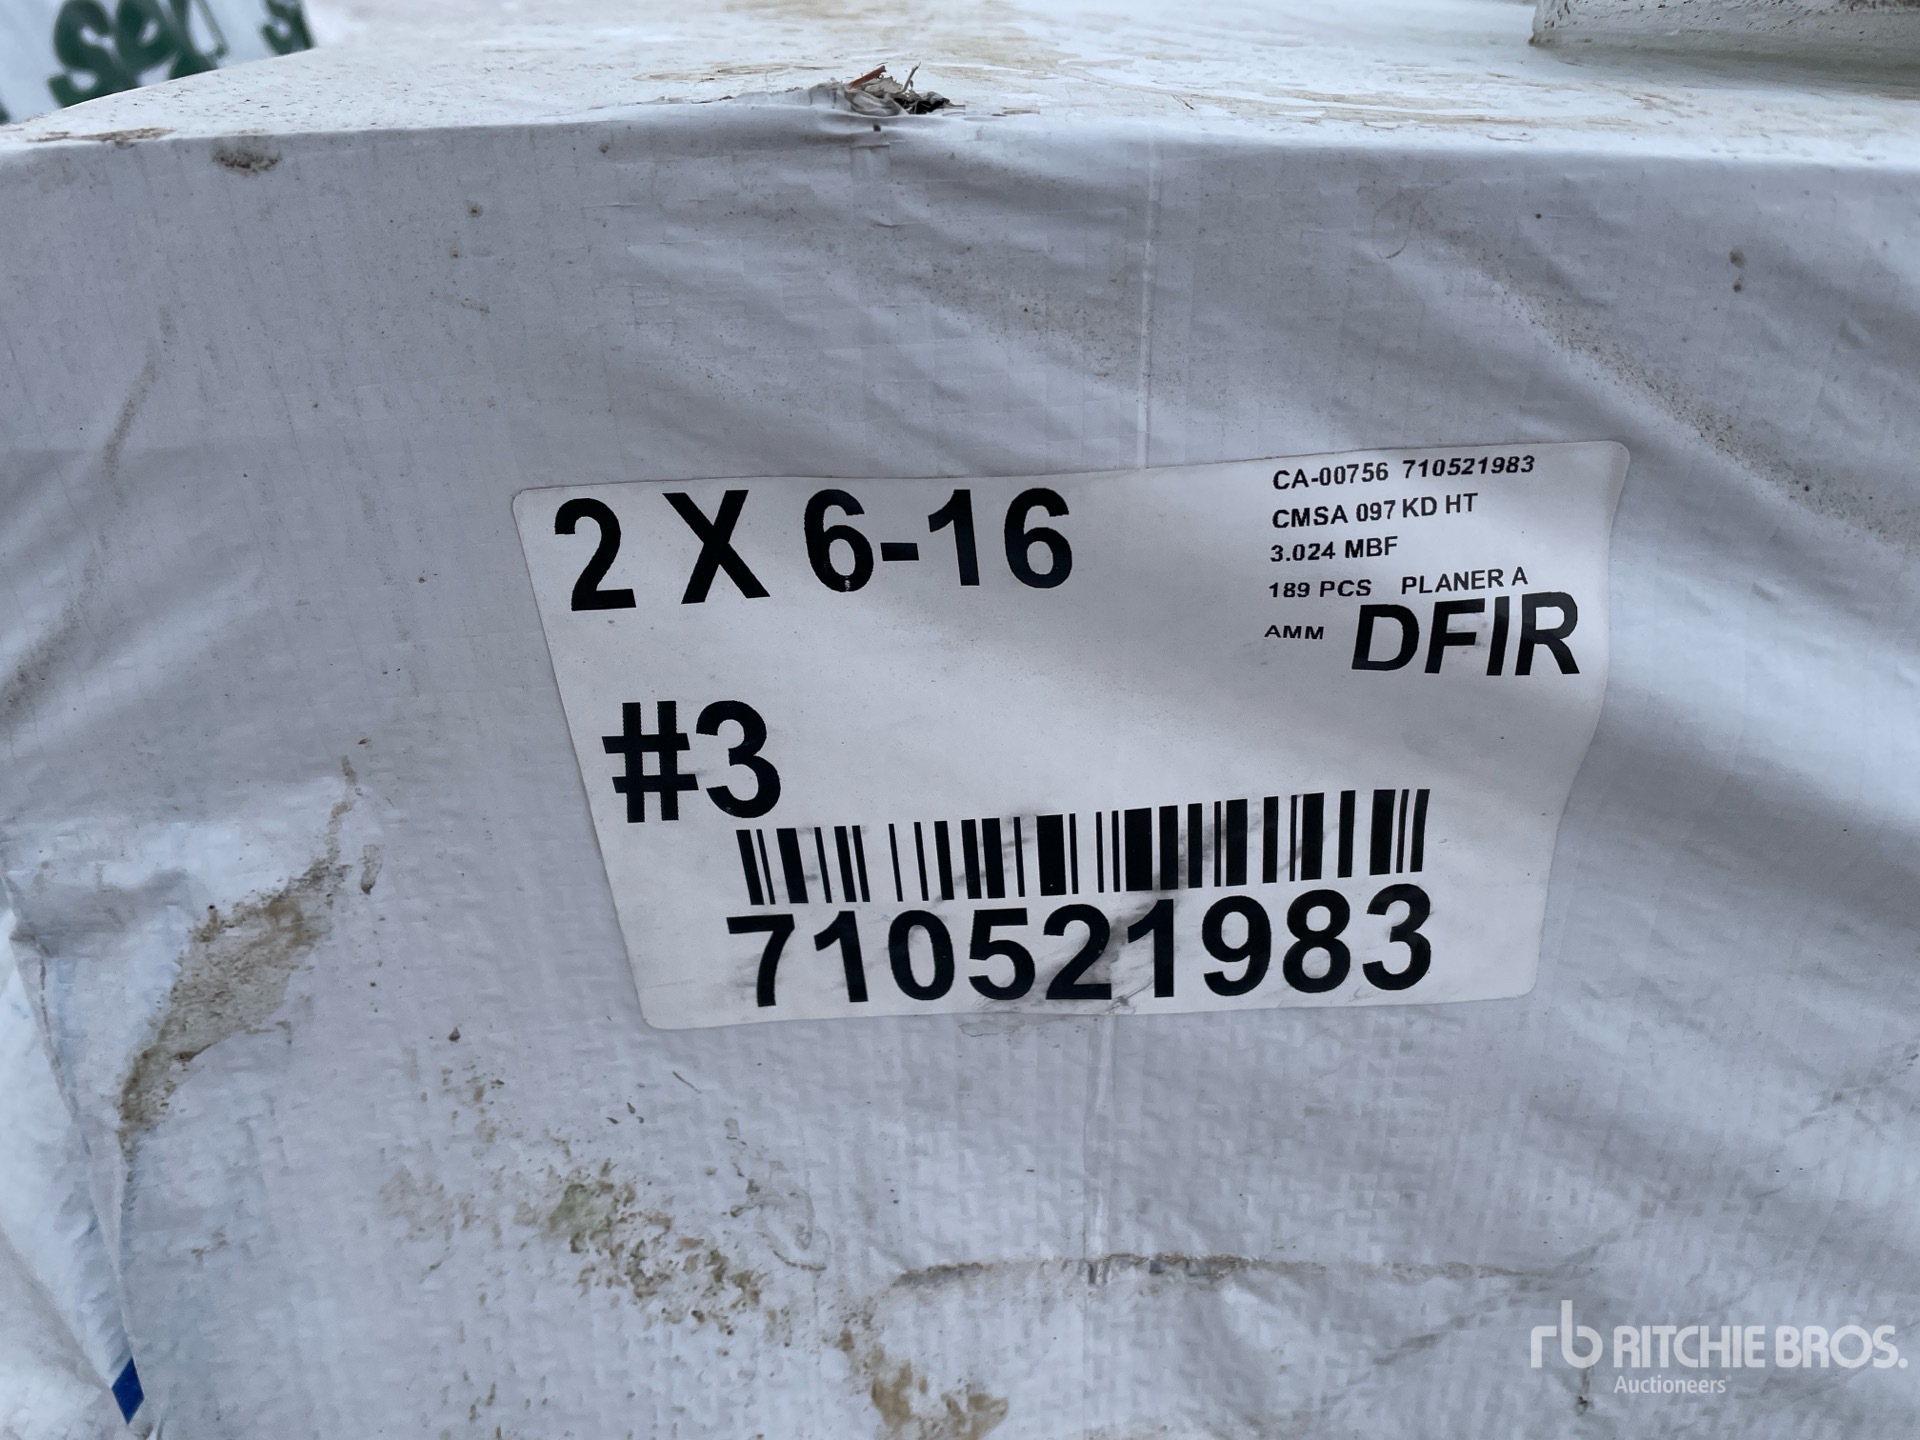 2 X 6-16
CA-00756 710521983
CMSA 097 KD HT
3.024 MBF
189 PCS PLANER A
AMM DFIR
#3
710521983
rb RITCHIE BROS.
Auctioneers